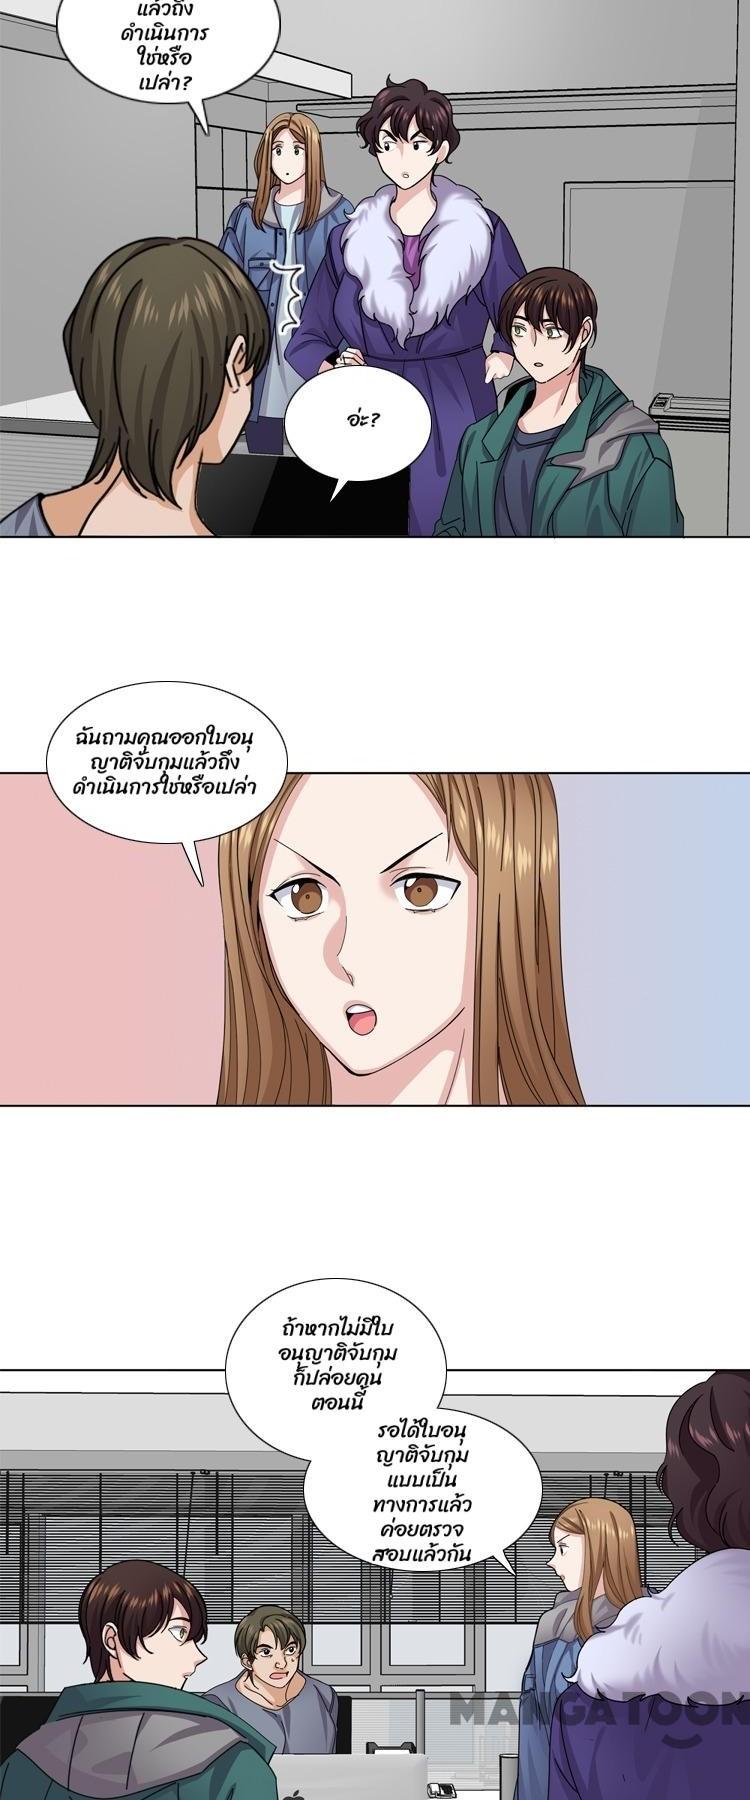 แล้วถึง
ดำเนินการ
ใช่หรือ
เปล่า?
อ่ะ?
ฉันถามคุณออกใบอนุ
ญาติจับกุมแล้วถึง
ดำเนินการใช่หรือเปล่า
ถ้าหากไม่มีใบ
อนุญาติจับกุม
ก็ปล่อยคน
ตอนนี้
รอได้ใบอนุ
ญาติจับกุม
แบบเป็น
ทางการแล้ว
ค่อยตรวจ
สอบแล้วกัน
MANGATOON